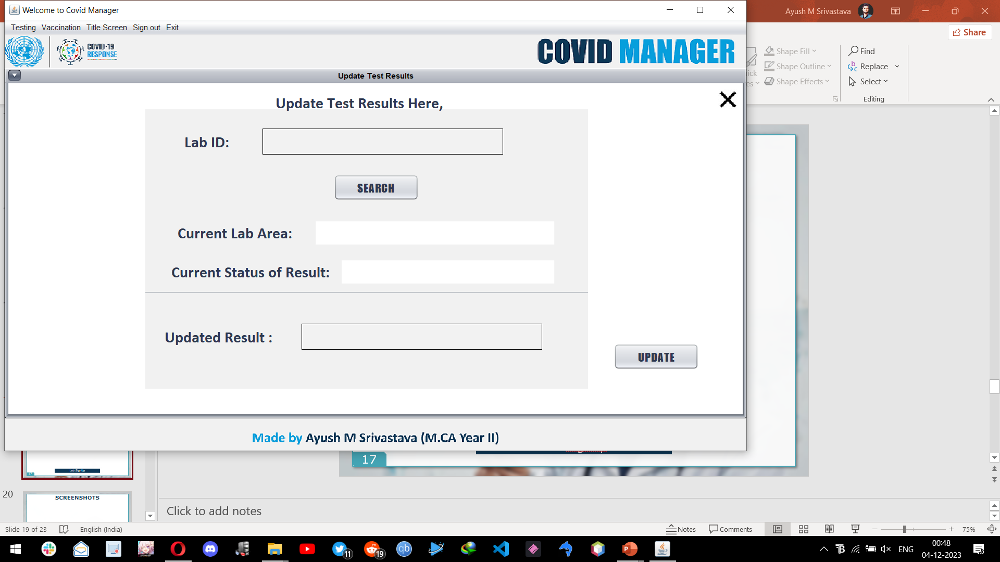 Welcome to Covid Manager
Ayush M Srivastava
Testing Vaccination Title Screen Sign out Exit
Share
COVID-19
RESPONSE
COVID MANAGER
Shape Fill
Shape Outline
Shape Effects
Find
Replace
Select
Editing
Update Test Results
Update Test Results Here,
Lab ID:
SEARCH
Current Lab Area:
Current Status of Result:
Updated Result :
UPDATE
Made by Ayush M Srivastava (M.CA Year II)
17
Lab SignUp
20
SCREENSHOTS
Click to add notes
Slide 19 of 23
English (India)
Notes
Comments
75%
11
19
qb
ENG
00:48
04-12-2023